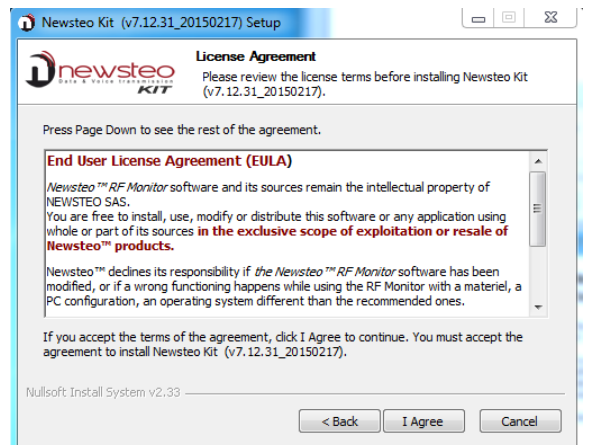 Newsteo Kit (v7.12.31_20150217) Setup
newsteo
Data & Voice transmission
KIT
License Agreement
Please review the license terms before installing Newsteo Kit
(v7.12.31_20150217).
Press Page Down to see the rest of the agreement.
End User License Agreement (EULA)
Newsteo™ RF Monitor software and its sources remain the intellectual property of
NEWSTEO SAS.
You are free to install, use, modify or distribute this software or any application using
whole or part of its sources in the exclusive scope of exploitation or resale of
Newsteo™ products.
Newsteo™ declines its responsibility if the Newsteo™ RF Monitor software has been
modified, or if a wrong functioning happens while using the RF Monitor with a materiel, a
PC configuration, an operating system different than the recommended ones.
If you accept the terms of the agreement, click I Agree to continue. You must accept the
agreement to install Newsteo Kit (v7.12.31_20150217).
Nullsoft Install System v2.33
< Back I Agree Cancel